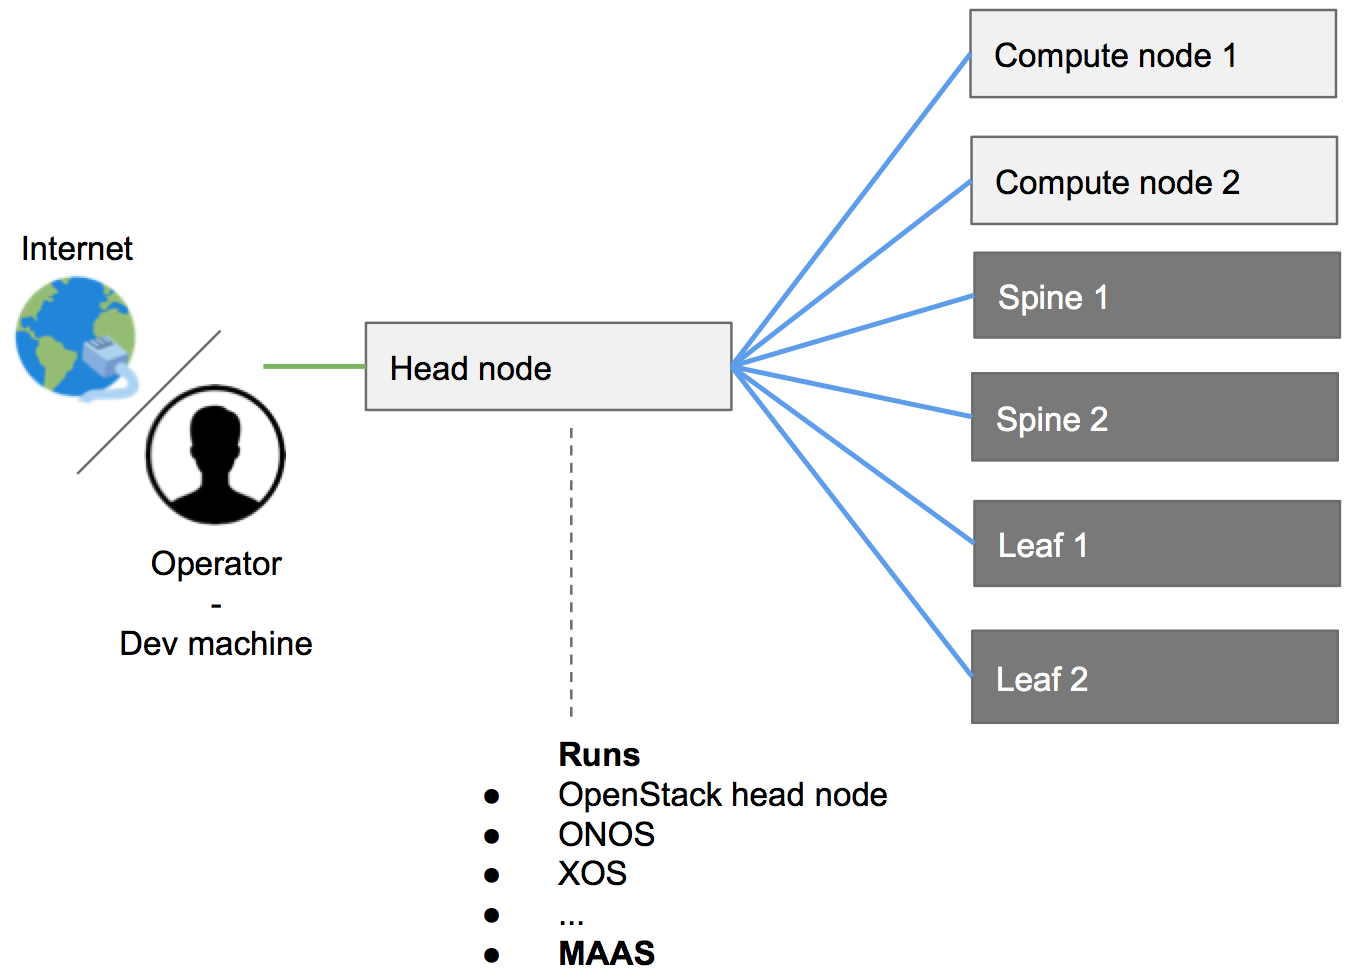 Internet
Operator
-
Dev machine
Head node
Compute node 1
Compute node 2
Spine 1
Spine 2
Leaf 1
Leaf 2
Runs
● OpenStack head node
● ONOS
● XOS
● ...
● MAAS